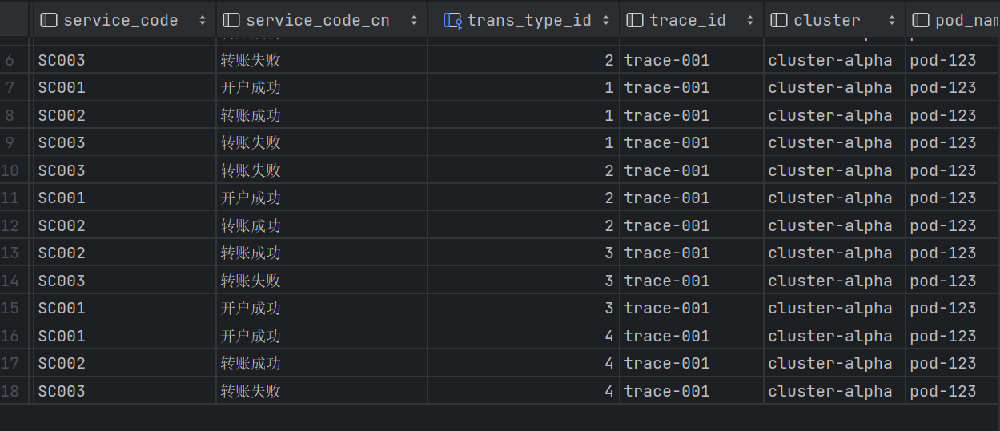 service_code service_code_cn trans_type_id trace_id cluster pod_nam
6 SC003 转账失败 2 trace-001 cluster-alpha pod-123
7 SC001 开户成功 1 trace-001 cluster-alpha pod-123
8 SC002 转账成功 1 trace-001 cluster-alpha pod-123
9 SC003 转账失败 1 trace-001 cluster-alpha pod-123
10 SC003 转账失败 2 trace-001 cluster-alpha pod-123
11 SC001 开户成功 2 trace-001 cluster-alpha pod-123
12 SC002 转账成功 2 trace-001 cluster-alpha pod-123
13 SC002 转账成功 3 trace-001 cluster-alpha pod-123
14 SC003 转账失败 3 trace-001 cluster-alpha pod-123
15 SC001 开户成功 3 trace-001 cluster-alpha pod-123
16 SC001 开户成功 4 trace-001 cluster-alpha pod-123
17 SC002 转账成功 4 trace-001 cluster-alpha pod-123
18 SC003 转账失败 4 trace-001 cluster-alpha pod-123